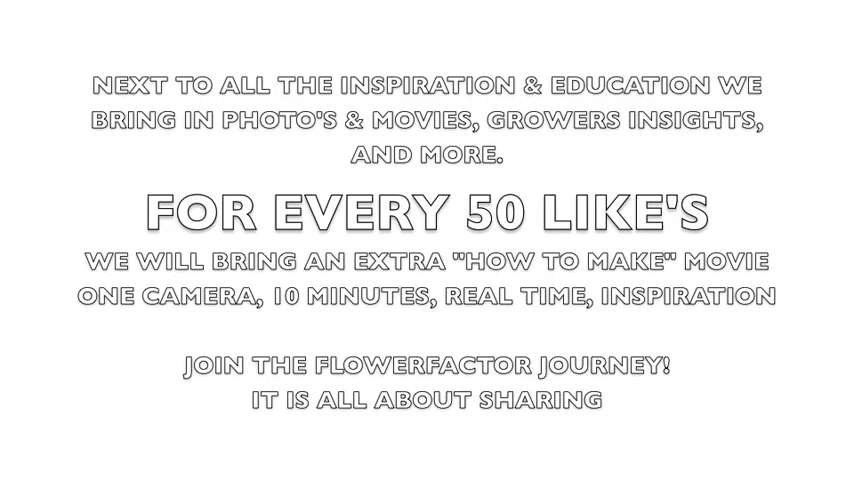 NEXT TO ALL THE INSPIRATION & EDUCATION WE
BRING IN PHOTO'S & MOVIES, GROWERS INSIGHTS,
AND MORE.
FOR EVERY 50 LIKE'S
WE WILL BRING AN EXTRA "HOW TO MAKE" MOVIE
ONE CAMERA, 10 MINUTES, REAL TIME, INSPIRATION
JOIN THE FLOWERFACTOR JOURNEY!
IT IS ALL ABOUT SHARING